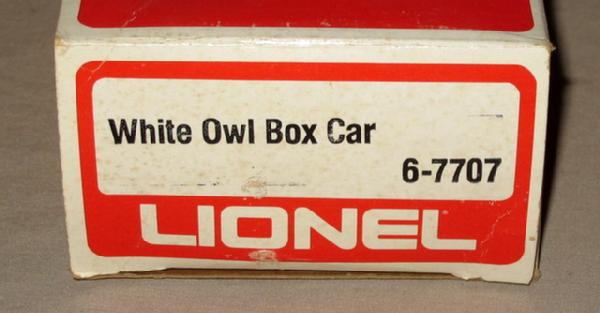 White Owl Box Car
6-7707
LIONEL